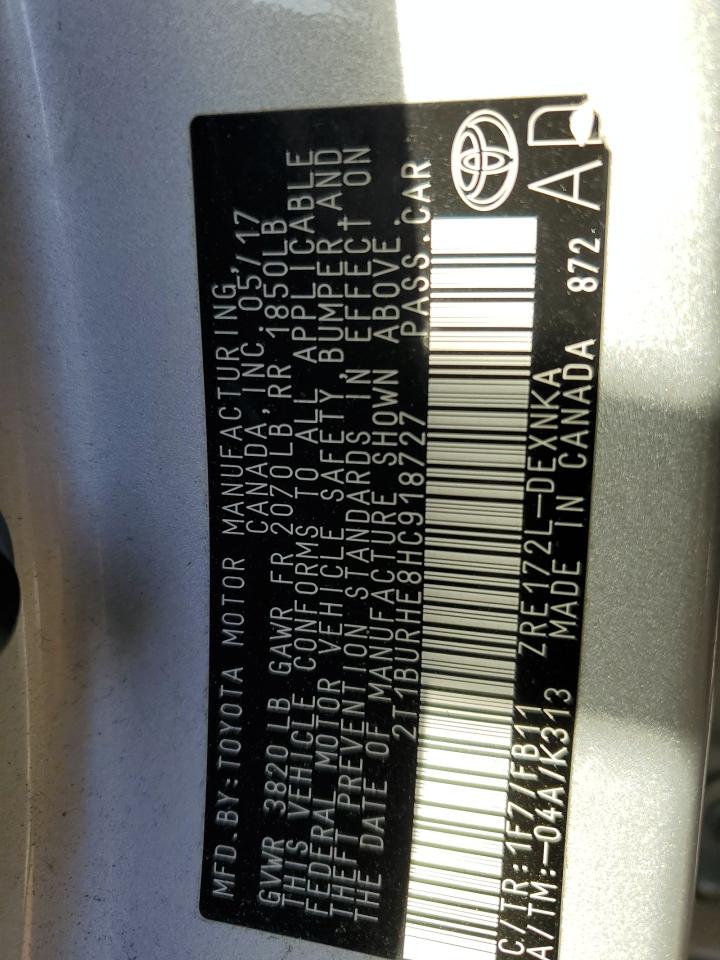 MFD.BY:TOYOTA MOTOR MANUFACTURING,
CANADA, INC. 05/17
GVWR 3820LB GAWR FR 2070LB, RR 1850LB
THIS VEHICLE CONFORMS TO ALL APPLICABLE
FEDERAL MOTOR VEHICLE SAFETY, BUMPER AND
THEFT PREVENTION STANDARDS IN EFFECT ON
THE DATE OF MANUFACTURE SHOWN ABOVE.
2T1BURHE8HC918727 PASS.CAR
C/TR:1F7/FB11 ZRE172L-DEXNKA
A/TM:-04A/K313 MADE IN CANADA 872